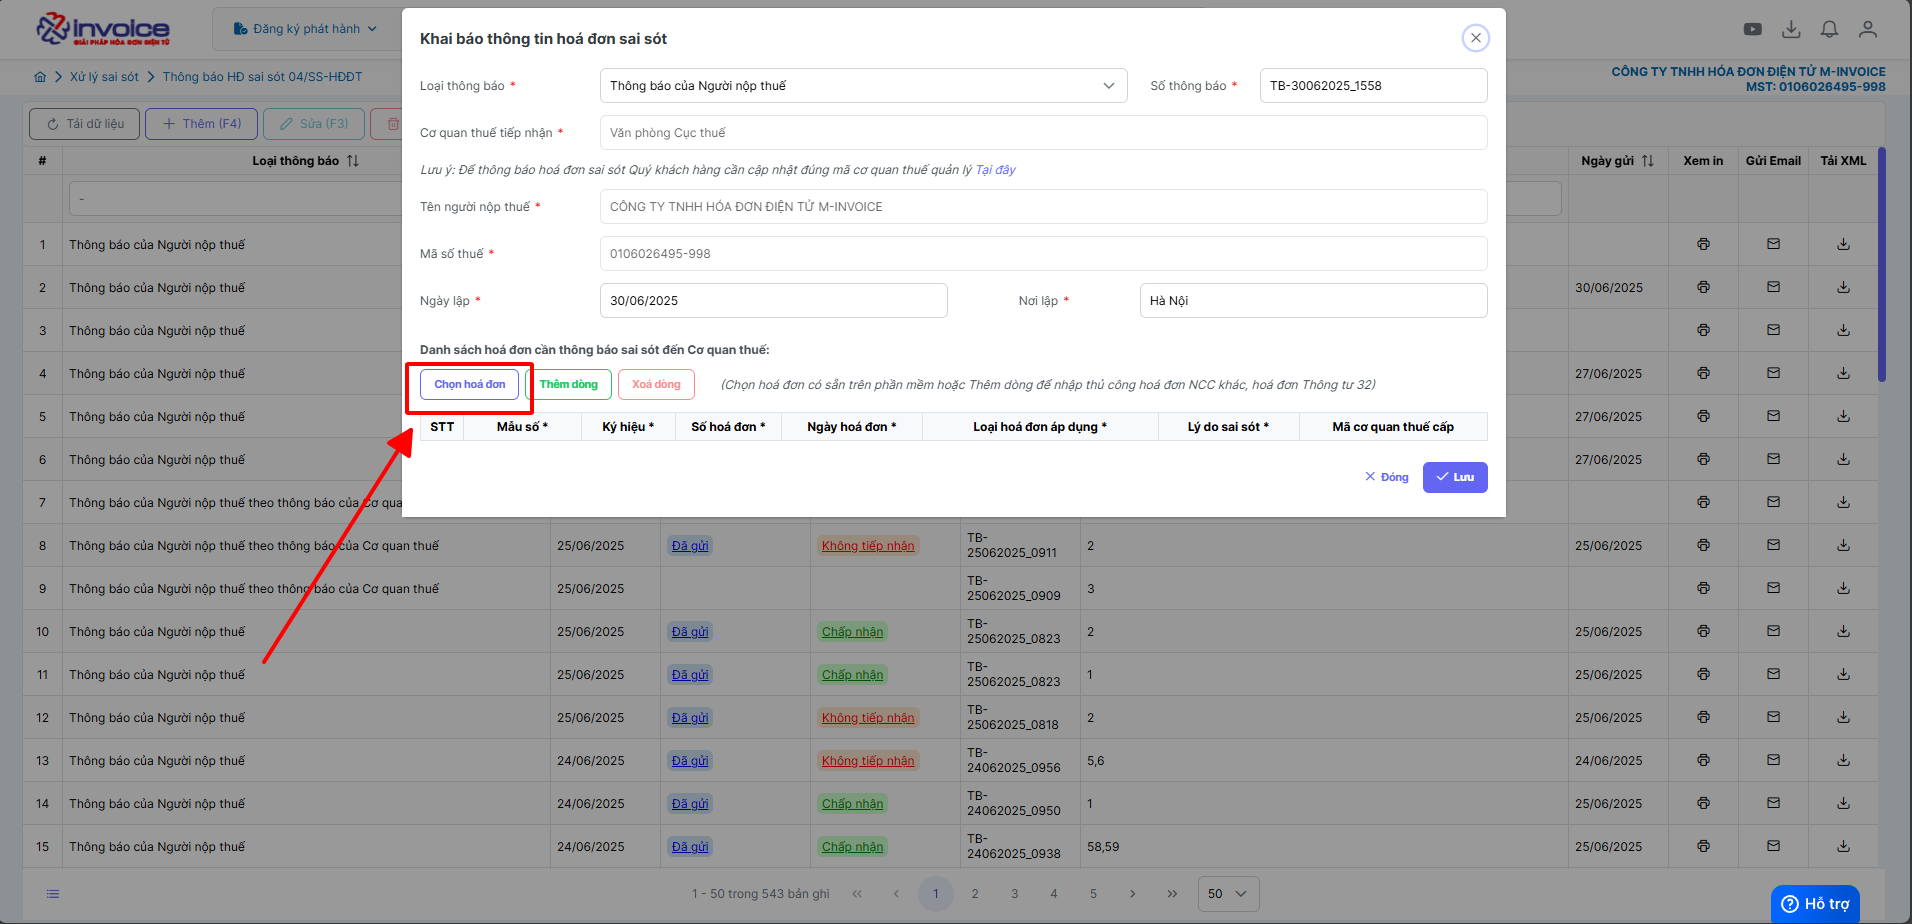 invoice
GIẢI PHÁP HÓA ĐƠN ĐIỆN TỬ
Đăng ký phát hành
Xử lý sai sót
Thông báo HĐ sai sót 04/SS-HĐĐT
CÔNG TY TNHH HÓA ĐƠN ĐIỆN TỬ M-INVOICE
MST: 0106026495-998
Tải dữ liệu
Thêm (F4)
Sửa (F3)
Khai báo thông tin hoá đơn sai sót
Loại thông báo *
Thông báo của Người nộp thuế
Số thông báo *
TB-30062025_1558
Cơ quan thuế tiếp nhận *
Văn phòng Cục thuế
Lưu ý: Để thông báo hoá đơn sai sót Quý khách hàng cần cập nhật đúng mã cơ quan thuế quản lý Tại đây
Tên người nộp thuế *
CÔNG TY TNHH HÓA ĐƠN ĐIỆN TỬ M-INVOICE
Mã số thuế *
0106026495-998
Ngày lập *
30/06/2025
Nơi lập *
Hà Nội
Danh sách hoá đơn cần thông báo sai sót đến Cơ quan thuế:
Chọn hoá đơn
Thêm dòng
Xoá dòng
(Chọn hoá đơn có sẵn trên phần mềm hoặc Thêm dòng để nhập thủ công hoá đơn NCC khác, hoá đơn Thông tư 32)
STT Mẫu số * Ký hiệu * Số hoá đơn * Ngày hoá đơn * Loại hoá đơn áp dụng * Lý do sai sót * Mã cơ quan thuế cấp
Đóng
Lưu
# Loại thông báo Ngày gửi Xem in Gửi Email Tải XML
-
1 Thông báo của Người nộp thuế
2 Thông báo của Người nộp thuế 30/06/2025
3 Thông báo của Người nộp thuế
4 Thông báo của Người nộp thuế 27/06/2025
5 Thông báo của Người nộp thuế 27/06/2025
6 Thông báo của Người nộp thuế 27/06/2025
7 Thông báo của Người nộp thuế theo thông báo của Cơ qua
8 Thông báo của Người nộp thuế theo thông báo của Cơ quan thuế 25/06/2025 Đã gửi Không tiếp nhận TB-25062025_0911 2 25/06/2025
9 Thông báo của Người nộp thuế theo thông báo của Cơ quan thuế 25/06/2025 TB-25062025_0909 3
10 Thông báo của Người nộp thuế 25/06/2025 Đã gửi Chấp nhận TB-25062025_0823 2 25/06/2025
11 Thông báo của Người nộp thuế 25/06/2025 Đã gửi Chấp nhận TB-25062025_0823 1 25/06/2025
12 Thông báo của Người nộp thuế 25/06/2025 Đã gửi Không tiếp nhận TB-25062025_0818 2 25/06/2025
13 Thông báo của Người nộp thuế 24/06/2025 Đã gửi Không tiếp nhận TB-24062025_0956 5,6 24/06/2025
14 Thông báo của Người nộp thuế 24/06/2025 Đã gửi Chấp nhận TB-24062025_0950 1 25/06/2025
15 Thông báo của Người nộp thuế 24/06/2025 Đã gửi Chấp nhận TB-24062025_0938 58,59 25/06/2025
1 - 50 trong 543 bản ghi « ‹ 1 2 3 4 5 › » 50
Hỗ trợ